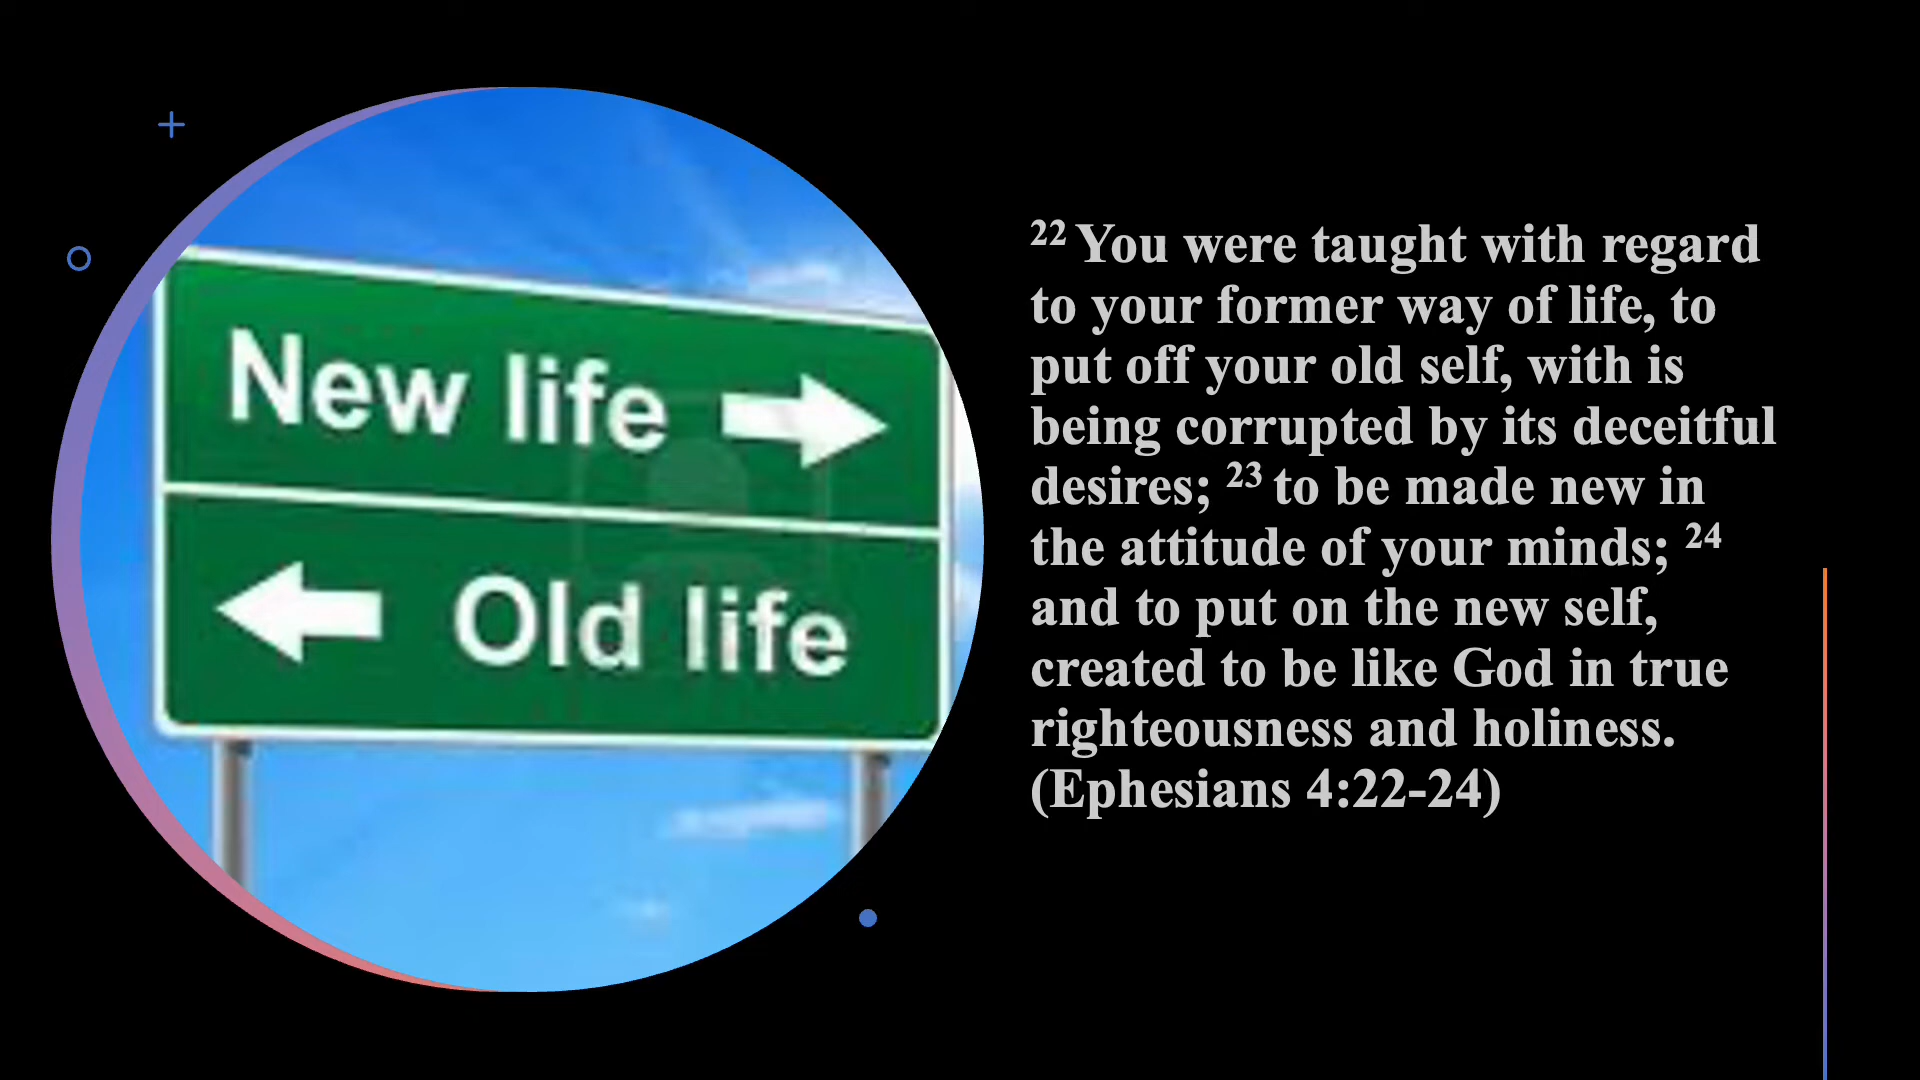 New life
Old life
22 You were taught with regard
to your former way of life, to
put off your old self, with is
being corrupted by its deceitful
desires; 23 to be made new in
the attitude of your minds; 24
and to put on the new self,
created to be like God in true
righteousness and holiness.
(Ephesians 4:22-24)